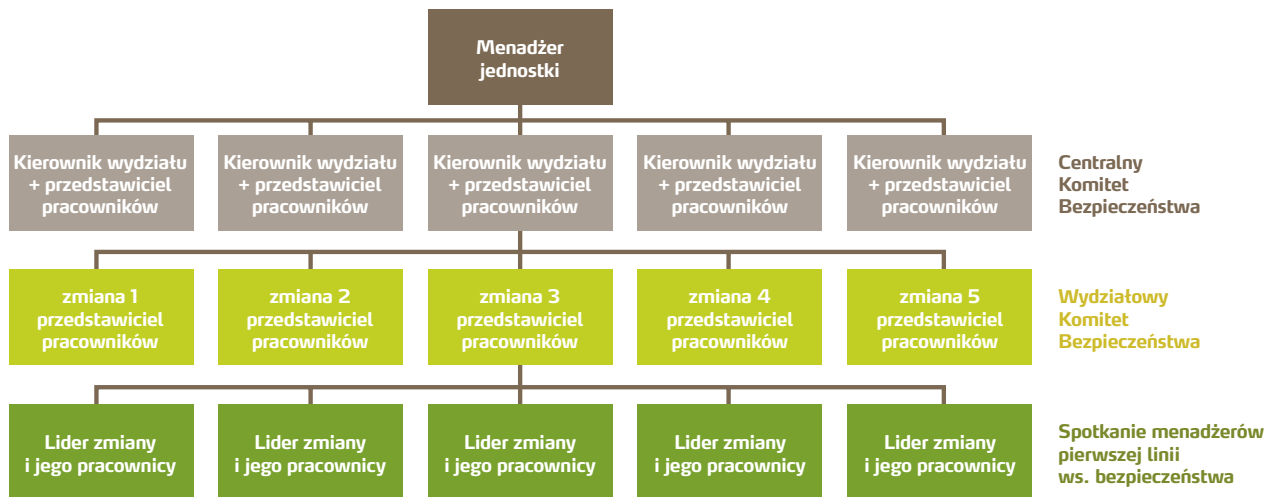 Menadżer
jednostki
Kierownik wydziału
+ przedstawiciel
pracowników
Kierownik wydziału
+ przedstawiciel
pracowników
Kierownik wydziału
+ przedstawiciel
pracowników
Kierownik wydziału
+ przedstawiciel
pracowników
Kierownik wydziału
+ przedstawiciel
pracowników
Centralny
Komitet
Bezpieczeństwa
zmiana 1
przedstawiciel
pracowników
zmiana 2
przedstawiciel
pracowników
zmiana 3
przedstawiciel
pracowników
zmiana 4
przedstawiciel
pracowników
zmiana 5
przedstawiciel
pracowników
Wydziałowy
Komitet
Bezpieczeństwa
Lider zmiany
i jego pracownicy
Lider zmiany
i jego pracownicy
Lider zmiany
i jego pracownicy
Lider zmiany
i jego pracownicy
Lider zmiany
i jego pracownicy
Spotkanie menadżerów
pierwszej linii
ws. bezpieczeństwa